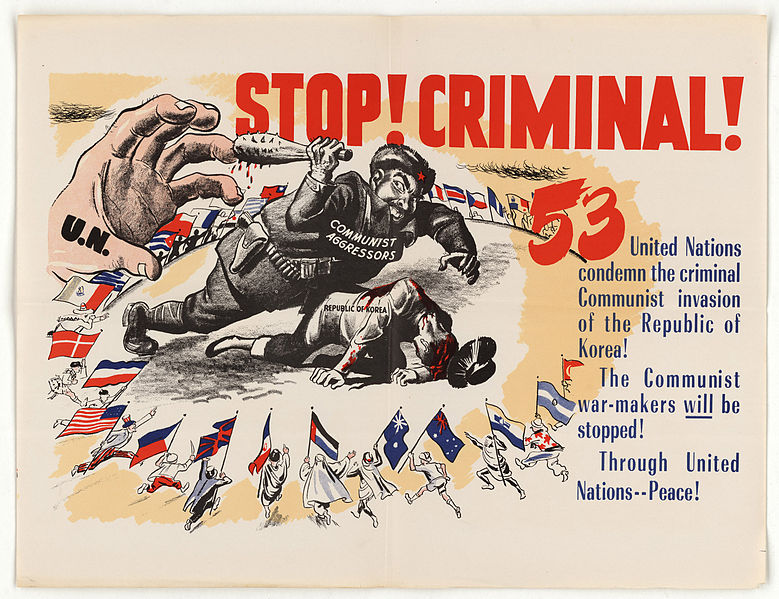 STOP! CRIMINAL!
U.N.
COMMUNIST
AGGRESSORS
REPUBLIC OF KOREA
53
United Nations
condemn the criminal
Communist invasion
of the Republic of
Korea!
The Communist
war-makers will be
stopped!
Through United
Nations--Peace!